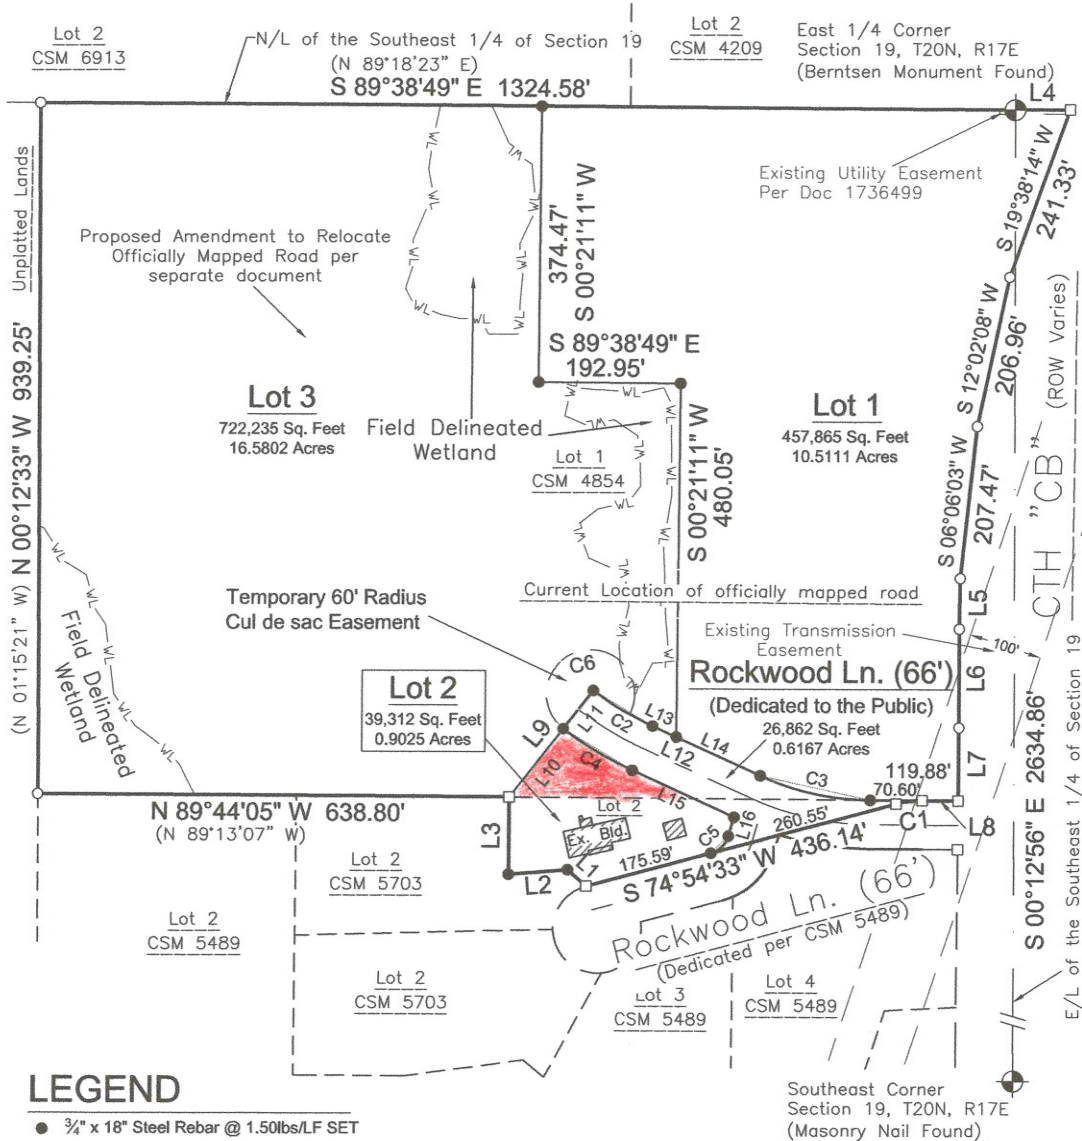 Lot 2
CSM 6913
N/L of the Southeast 1/4 of Section 19
(N 89°18'23" E)
S 89°38'49" E 1324.58'
Lot 2
CSM 4209
East 1/4 Corner
Section 19, T20N, R17E
(Berntsen Monument Found)
L4
Unplatted Lands
Existing Utility Easement
Per Doc 1736499
S 19°38'14" W
241.33'
Proposed Amendment to Relocate
Officially Mapped Road per
separate document
WL
374.47'
S 00°21'11" W
S 89°38'49" E
192.95'
S 12°02'08" W
206.96'
(ROW Varies)
Lot 3
722,235 Sq. Feet
16.5802 Acres
Field Delineated
Wetland
Lot 1
CSM 4854
Lot 1
457,865 Sq. Feet
10.5111 Acres
N 00°12'33" W 939.25'
(N 01°15'21" W)
S 00°21'11" W
480.05'
S 06°06'03" W
207.47'
CTH "CB"
Current Location of officially mapped road
L5
Temporary 60' Radius
Cul de sac Easement
Existing Transmission
Easement
100'
L6
Field Delineated
Wetland
C6
Rockwood Ln. (66')
(Dedicated to the Public)
26,862 Sq. Feet
0.6167 Acres
Lot 2
39,312 Sq. Feet
0.9025 Acres
L9
L11
C2
L13
L12
L14
C3
119.88'
70.60'
L7
L10
C4
L15
N 89°44'05" W 638.80'
(N 89°13'07" W)
Lot 2
L3
Ex. Bld.
L16
C5
260.55'
C1
L8
L2
L1
175.59'
S 74°54'33" W 436.14'
Lot 2
CSM 5703
Lot 2
CSM 5489
Rockwood Ln. (66')
(Dedicated per CSM 5489)
Lot 2
CSM 5703
Lot 3
CSM 5489
Lot 4
CSM 5489
S 00°12'56" E 2634.86'
E/L of the Southeast 1/4 of Section 19
LEGEND
¾" x 18" Steel Rebar @ 1.50lbs/LF SET
Southeast Corner
Section 19, T20N, R17E
(Masonry Nail Found)